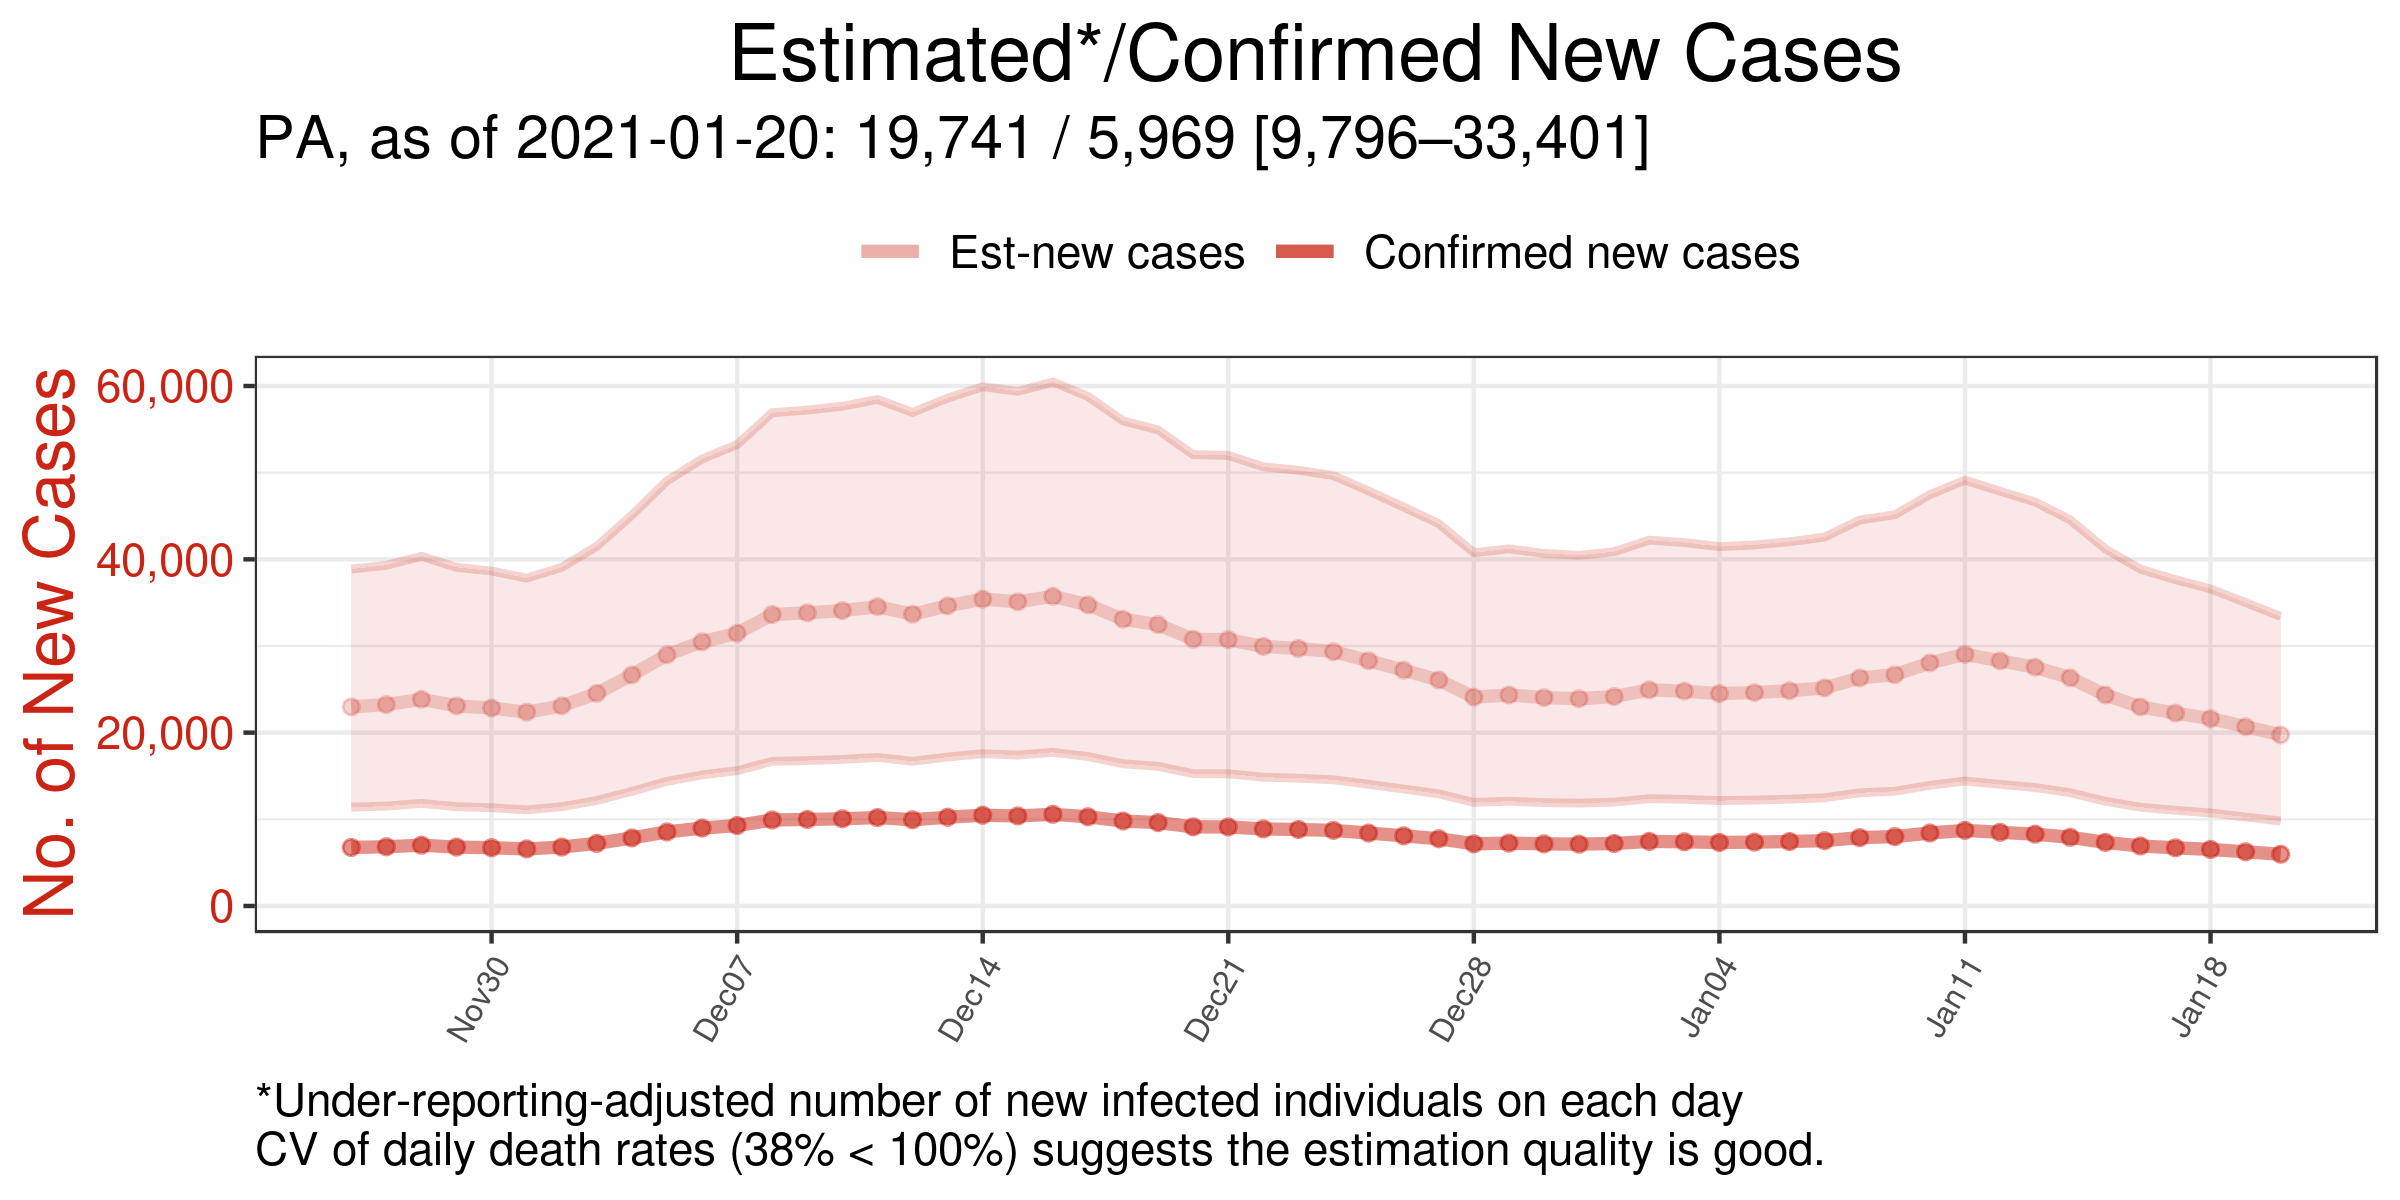 Estimated*/Confirmed New Cases
PA, as of 2021-01-20: 19,741 / 5,969 [9,796–33,401]
Est-new cases
Confirmed new cases
No. of New Cases
60,000
40,000
20,000
0
Nov30
Dec07
Dec14
Dec21
Dec28
Jan04
Jan11
Jan18
*Under-reporting-adjusted number of new infected individuals on each day
CV of daily death rates (38% < 100%) suggests the estimation quality is good.